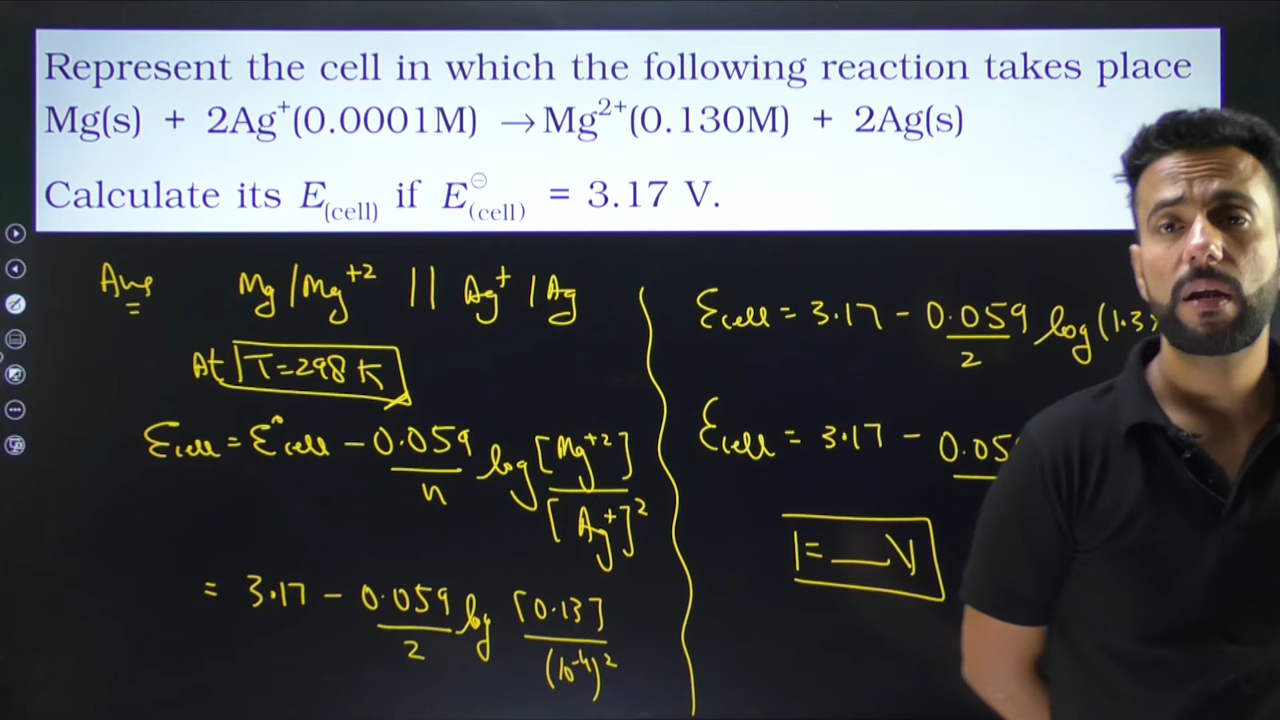 Represent the cell in which the following reaction takes place
Mg(s) + 2Ag⁺(0.0001M) → Mg²⁺(0.130M) + 2Ag(s)
Calculate its E(cell) if E⊖(cell) = 3.17 V.
Ans Mg/Mg⁺² || Ag⁺ | Ag
At T=298 K
Ecell = E°cell − 0.059/n log [Mg⁺²]/[Ag⁺]²
= 3.17 − 0.059/2 log [0.13]/(10⁻⁴)²
Ecell = 3.17 − 0.059/2 log (1.3
Ecell = 3.17 − 0.05
= __ V